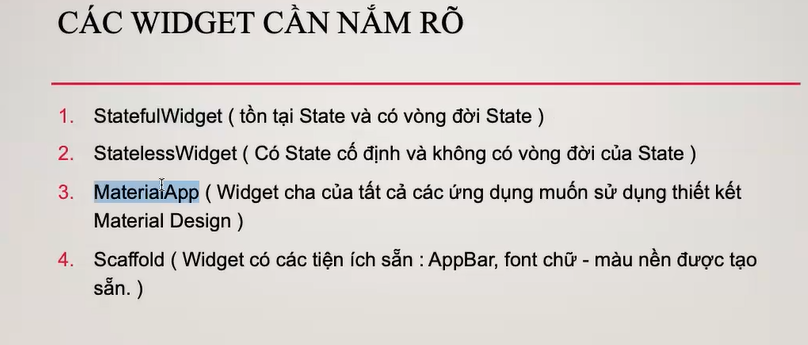 CÁC WIDGET CẦN NẮM RÕ
1. StatefulWidget ( tồn tại State và có vòng đời State )
2. StatelessWidget ( Có State cố định và không có vòng đời của State )
3. MaterialApp ( Widget cha của tất cả các ứng dụng muốn sử dụng thiết kết
Material Design )
4. Scaffold ( Widget có các tiện ích sẵn : AppBar, font chữ - màu nền được tạo
sẵn. )